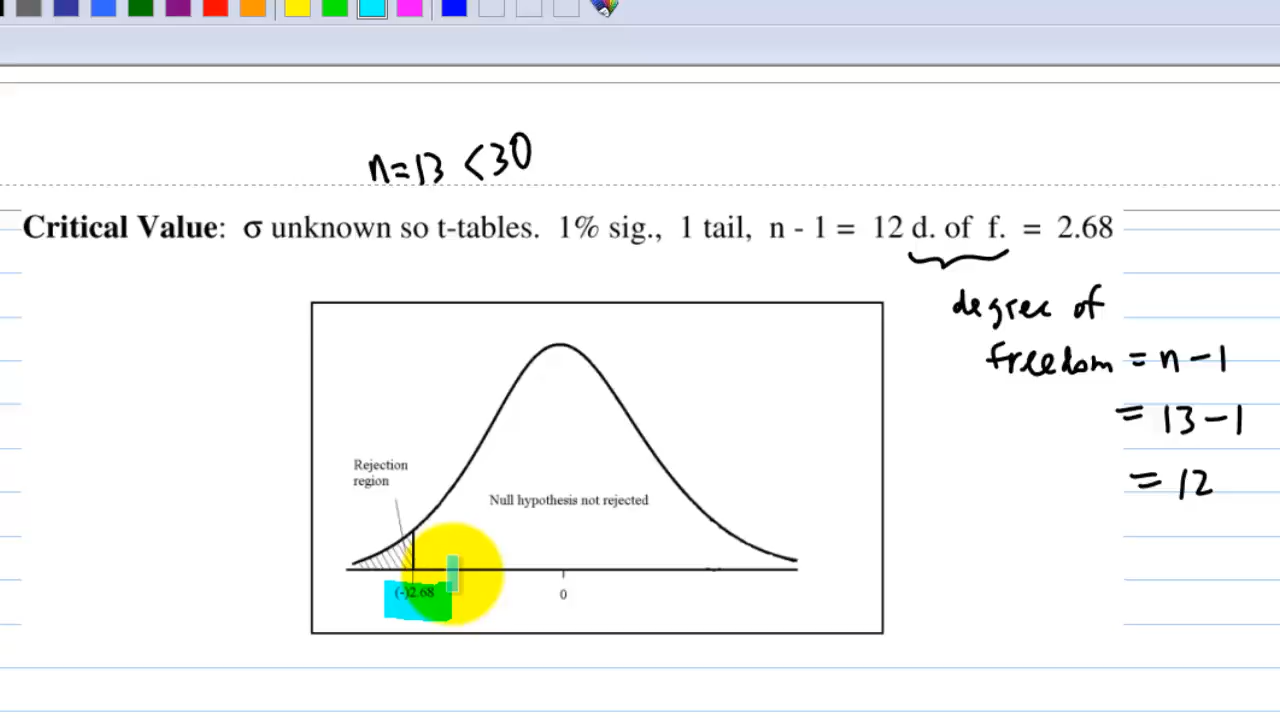 n=13 <30
Critical Value: σ unknown so t-tables. 1% sig., 1 tail, n - 1 = 12 d. of f. = 2.68
degree of
freedom = n-1
= 13-1
= 12
Rejection
region
Null hypothesis not rejected
(-)2.68
0